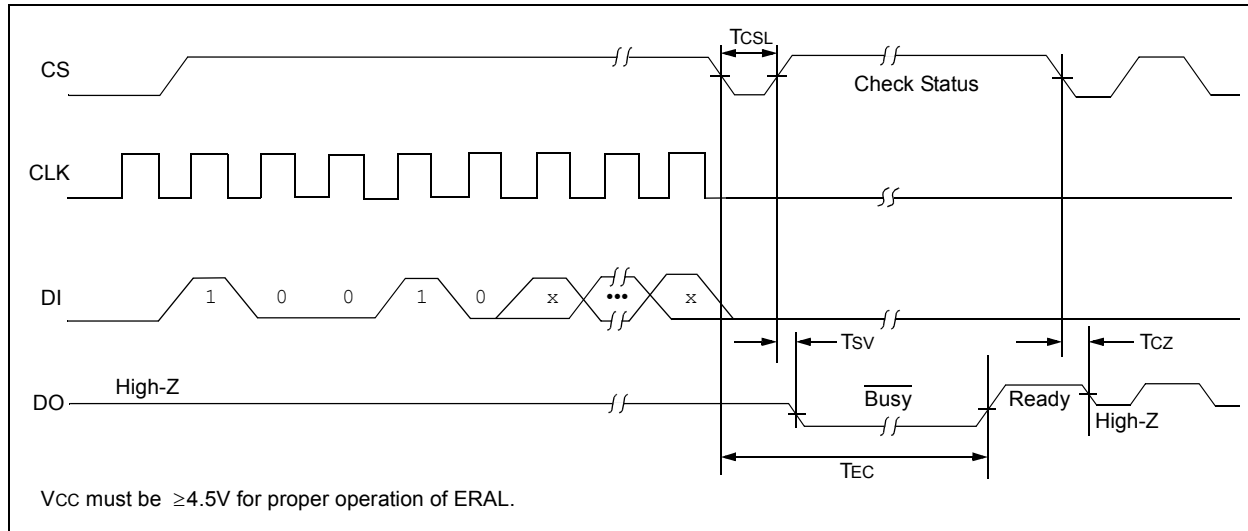 TCSL
CS
Check Status
CLK
DI
1 0 0 1 0 x ••• x
TSV
TCZ
High-Z
DO
Busy
Ready
High-Z
TEC
VCC must be ≥4.5V for proper operation of ERAL.